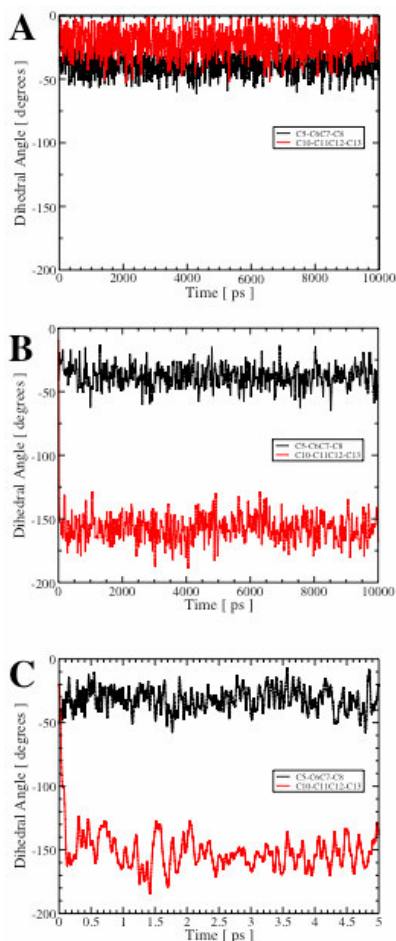 A
0
-50
-100
-150
-200
Dihedral Angle [ degrees]
C5-C6C7-C8
C10-C11C12-C13
0 2000 4000 6000 8000 10000
Time [ ps ]
B
0
-50
-100
-150
-200
Dihedral Angle [ degrees]
C5-C6C7-C8
C10-C11C12-C13
0 2000 4000 6000 8000 10000
Time [ ps ]
C
0
-50
-100
-150
-200
Dihedral Angle [ degrees]
C5-C6C7-C8
C10-C11C12-C13
0 0.5 1 1.5 2 2.5 3 3.5 4 4.5 5
Time [ ps ]